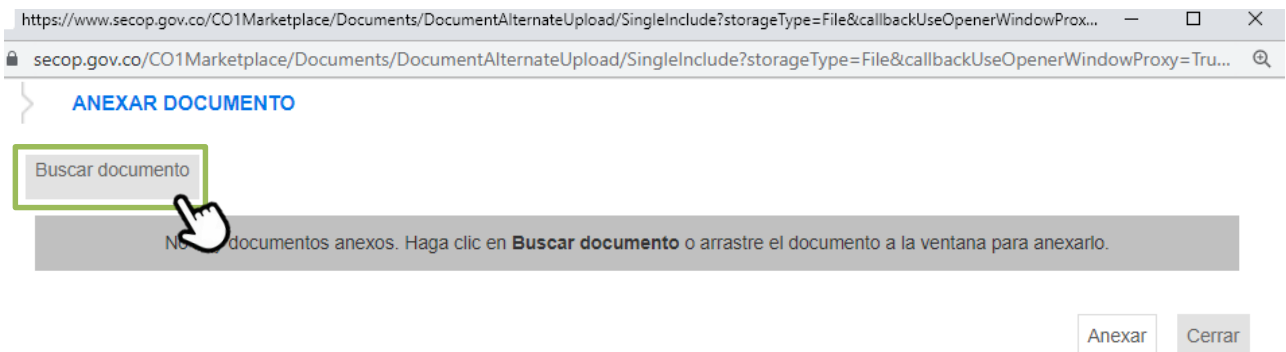 https://www.secop.gov.co/CO1Marketplace/Documents/DocumentAlternateUpload/SingleInclude?storageType=File&callbackUseOpenerWindowProx...
secop.gov.co/CO1Marketplace/Documents/DocumentAlternateUpload/SingleInclude?storageType=File&callbackUseOpenerWindowProxy=Tru...
ANEXAR DOCUMENTO
Buscar documento
documentos anexos. Haga clic en Buscar documento o arrastre el documento a la ventana para anexarlo.
Anexar Cerrar